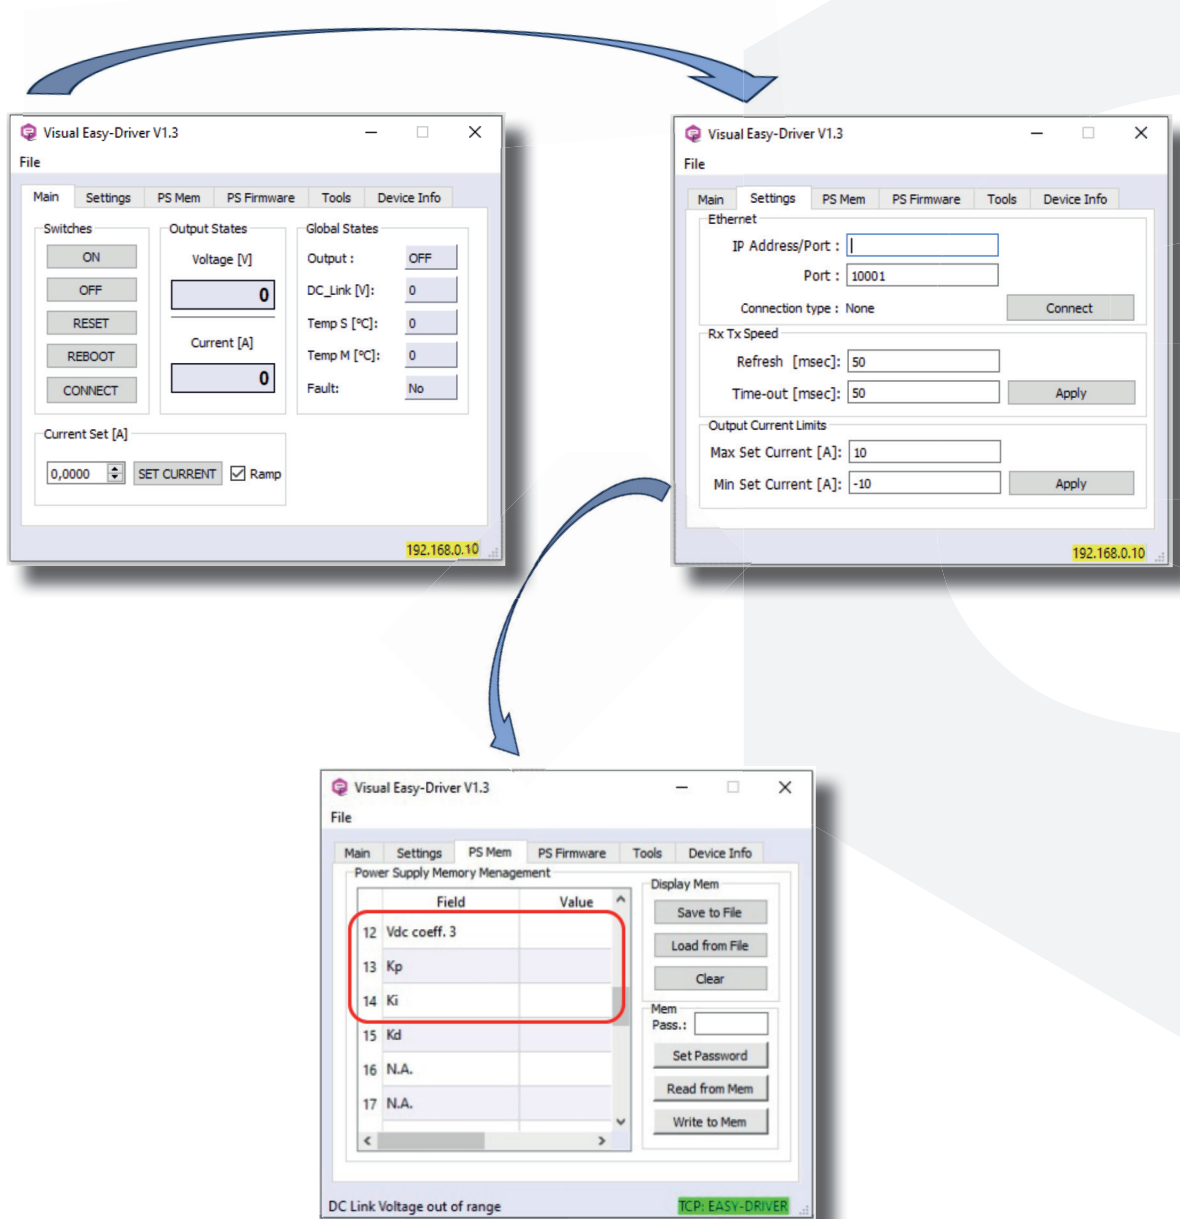 Visual Easy-Driver V1.3
File
Main Settings PS Mem PS Firmware Tools Device Info
Switches
ON
OFF
RESET
REBOOT
CONNECT
Output States
Voltage [V]
0
Current [A]
0
Global States
Output : OFF
DC_Link [V]: 0
Temp S [ºC]: 0
Temp M [ºC]: 0
Fault: No
Current Set [A]
0,0000 SET CURRENT Ramp
192.168.0.10
Visual Easy-Driver V1.3
File
Main Settings PS Mem PS Firmware Tools Device Info
Ethernet
IP Address/Port :
Port : 10001
Connection type : None Connect
Rx Tx Speed
Refresh [msec]: 50
Time-out [msec]: 50 Apply
Output Current Limits
Max Set Current [A]: 10
Min Set Current [A]: -10 Apply
192.168.0.10
Visual Easy-Driver V1.3
File
Main Settings PS Mem PS Firmware Tools Device Info
Power Supply Memory Menagement
Field Value
12 Vdc coeff. 3
13 Kp
14 Ki
15 Kd
16 N.A.
17 N.A.
Display Mem
Save to File
Load from File
Clear
Mem
Pass.:
Set Password
Read from Mem
Write to Mem
DC Link Voltage out of range TCP: EASY-DRIVER